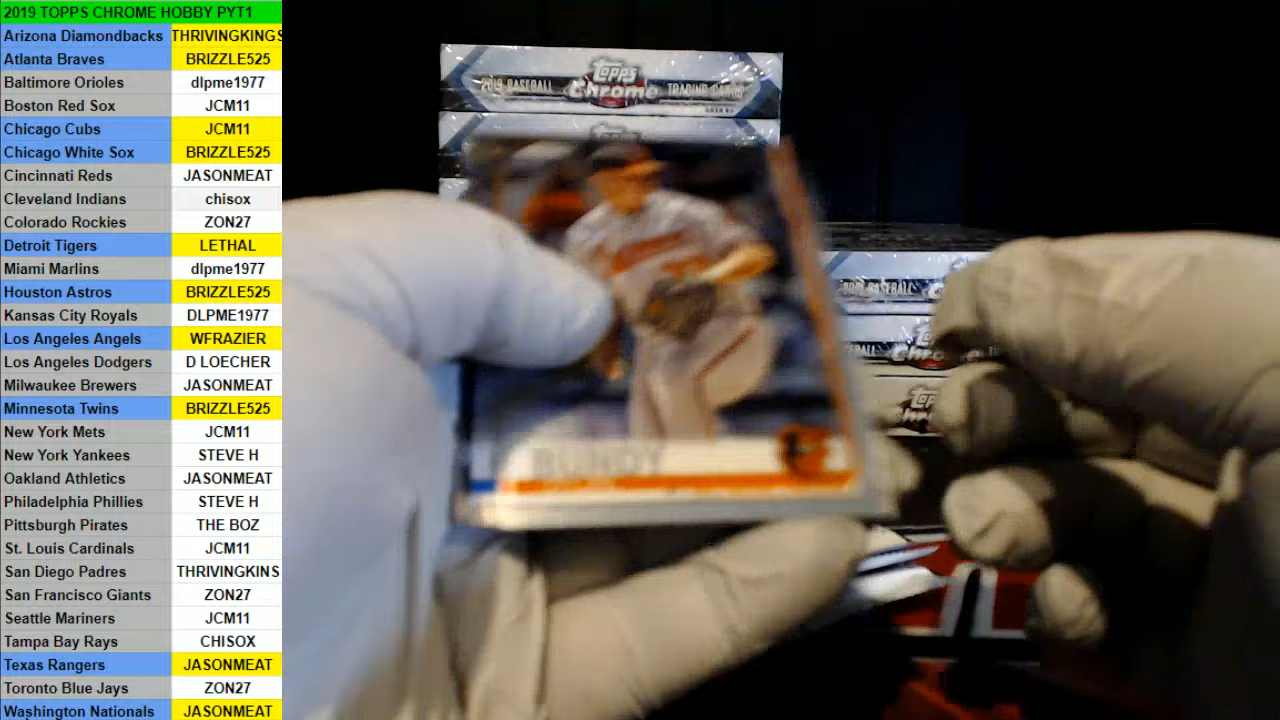 2019 TOPPS CHROME HOBBY PYT1
Arizona Diamondbacks THRIVINGKINGS
Atlanta Braves BRIZZLE525
Baltimore Orioles dlpme1977
Boston Red Sox JCM11
Chicago Cubs JCM11
Chicago White Sox BRIZZLE525
Cincinnati Reds JASONMEAT
Cleveland Indians chisox
Colorado Rockies ZON27
Detroit Tigers LETHAL
Miami Marlins dlpme1977
Houston Astros BRIZZLE525
Kansas City Royals DLPME1977
Los Angeles Angels WFRAZIER
Los Angeles Dodgers D LOECHER
Milwaukee Brewers JASONMEAT
Minnesota Twins BRIZZLE525
New York Mets JCM11
New York Yankees STEVE H
Oakland Athletics JASONMEAT
Philadelphia Phillies STEVE H
Pittsburgh Pirates THE BOZ
St. Louis Cardinals JCM11
San Diego Padres THRIVINGKINS
San Francisco Giants ZON27
Seattle Mariners JCM11
Tampa Bay Rays CHISOX
Texas Rangers JASONMEAT
Toronto Blue Jays ZON27
Washington Nationals JASONMEAT
Topps
2019 BASEBALL Chrome TRADING CARDS
BUNDY